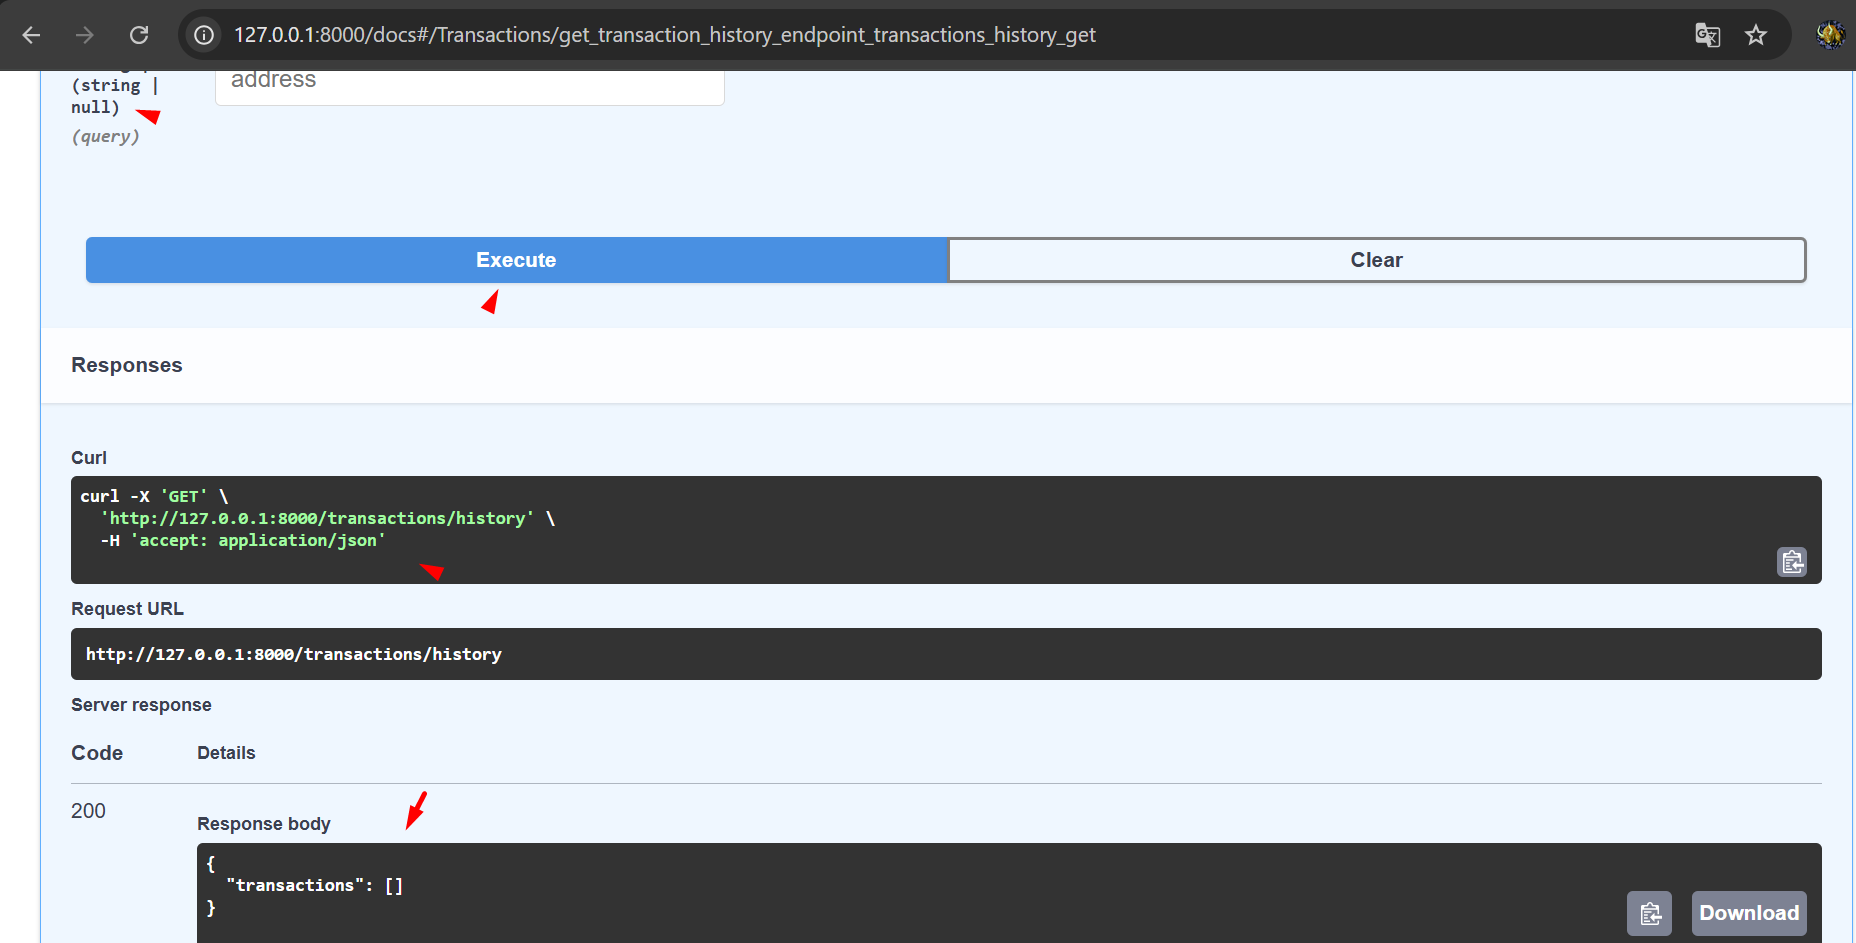 127.0.0.1:8000/docs#/Transactions/get_transaction_history_endpoint_transactions_history_get
(string |
null)
(query)
address
Execute
Clear
Responses
Curl
curl -X 'GET' \
'http://127.0.0.1:8000/transactions/history' \
-H 'accept: application/json'
Request URL
http://127.0.0.1:8000/transactions/history
Server response
Code
Details
200
Response body
{
"transactions": []
}
Download